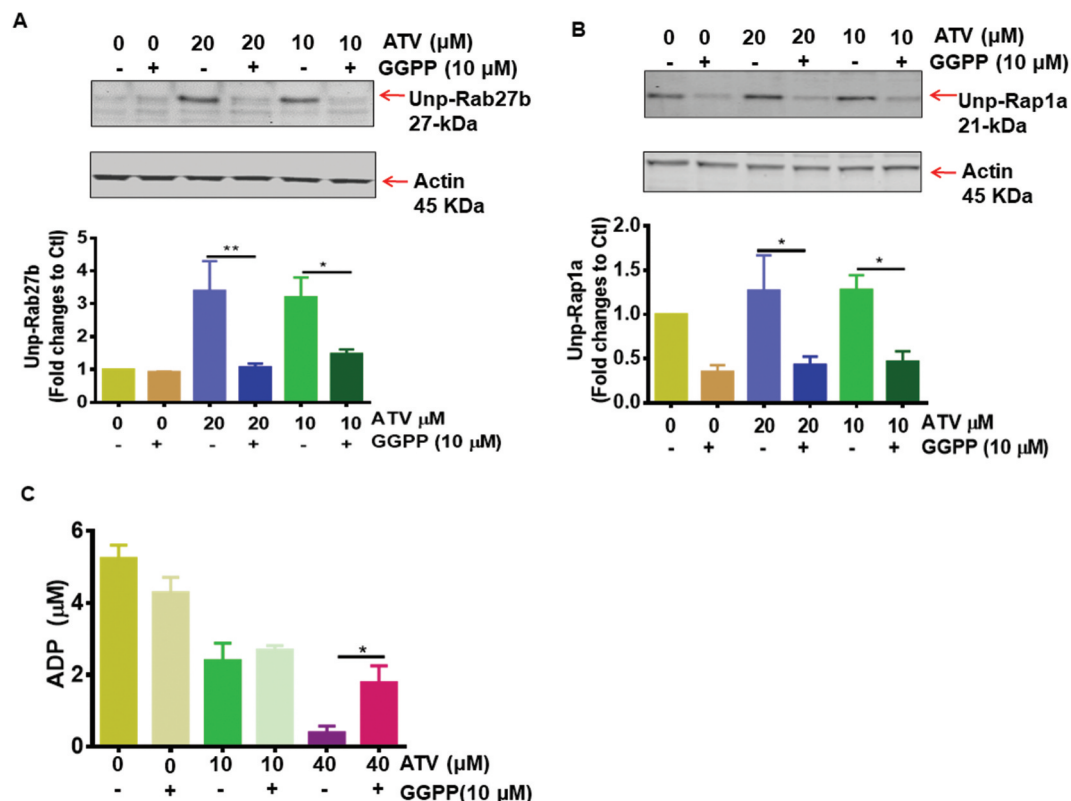 A
0 0 20 20 10 10 ATV (µM)
- + - + - + GGPP (10 µM)
Unp-Rab27b
27-kDa
Actin
45 KDa
Unp-Rab27b
(Fold changes to Ctl)
5
4
3
2
1
0
** *
0 0 20 20 10 10 ATV µM
- + - + - + GGPP (10 µM)
B
0 0 20 20 10 10 ATV (µM)
- + - + - + GGPP (10 µM)
Unp-Rap1a
21-kDa
Actin
45 KDa
Unp-Rap1a
(Fold changes to Ctl)
2.0
1.5
1.0
0.5
0.0
* *
0 0 20 20 10 10 ATV µM
- + - + - + GGPP (10 µM)
C
ADP (µM)
6
4
2
0
*
0 0 10 10 40 40 ATV (µM)
- + - + - + GGPP(10 µM)